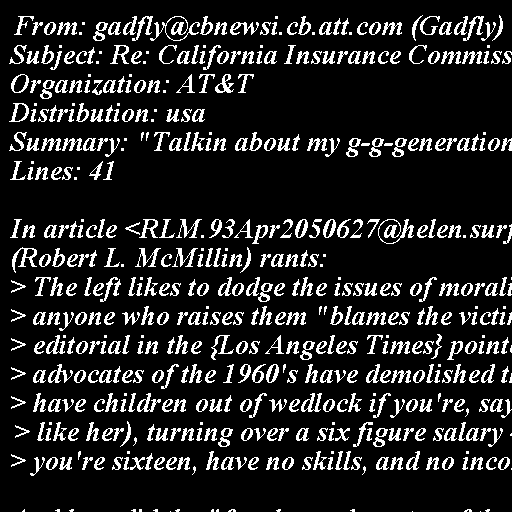 From: gadfly@cbnewsi.cb.att.com (Gadfly)
Subject: Re: California Insurance Commiss
Organization: AT&T
Distribution: usa
Summary: "Talkin about my g-g-generation
Lines: 41
In article <RLM.93Apr2050627@helen.surf
(Robert L. McMillin) rants:
> The left likes to dodge the issues of morali
> anyone who raises them "blames the victim
> editorial in the {Los Angeles Times} pointe
> advocates of the 1960's have demolished th
> have children out of wedlock if you're, say
> like her), turning over a six figure salary
> you're sixteen, have no skills, and no inco